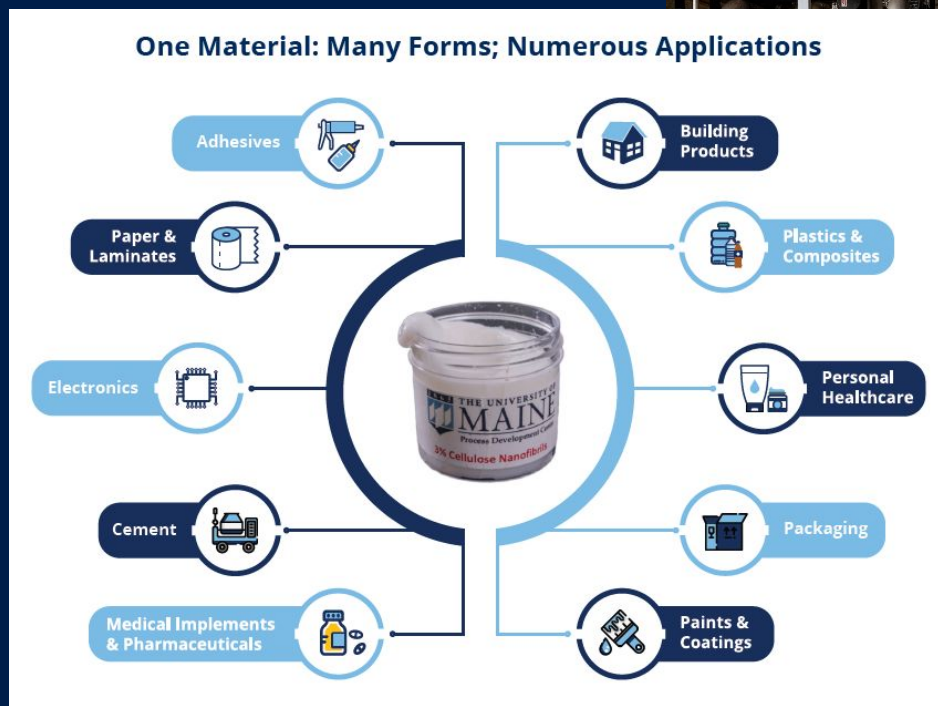 One Material: Many Forms; Numerous Applications
Adhesives
Building
Products
Paper &
Laminates
Plastics &
Composites
Electronics
Personal
Healthcare
1865 THE UNIVERSITY OF
MAINE
Process Development Center
3% Cellulose Nanofibrils
Cement
Packaging
Medical Implements
& Pharmaceuticals
Paints &
Coatings